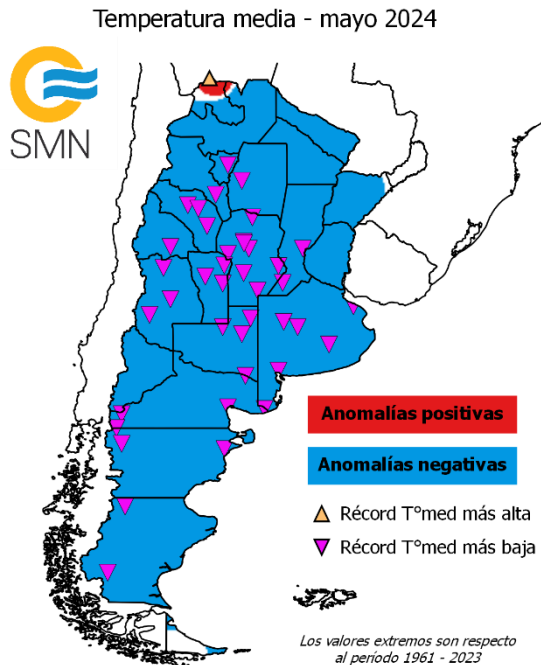 Temperatura media - mayo 2024
SMN
Anomalías positivas
Anomalías negativas
Récord T°med más alta
Récord T°med más baja
Los valores extremos son respecto
al período 1961 - 2023